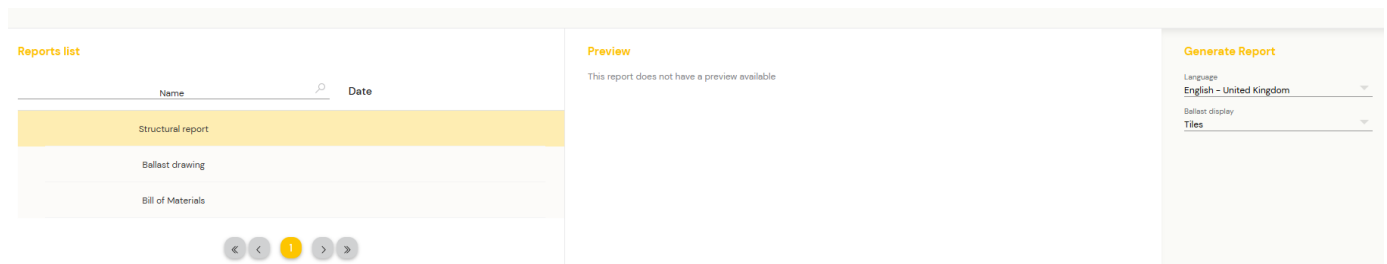 Reports list
Name
Date
Structural report
Ballast drawing
Bill of Materials
« ‹ 1 › »
Preview
This report does not have a preview available
Generate Report
Language
English - United Kingdom
Ballast display
Tiles